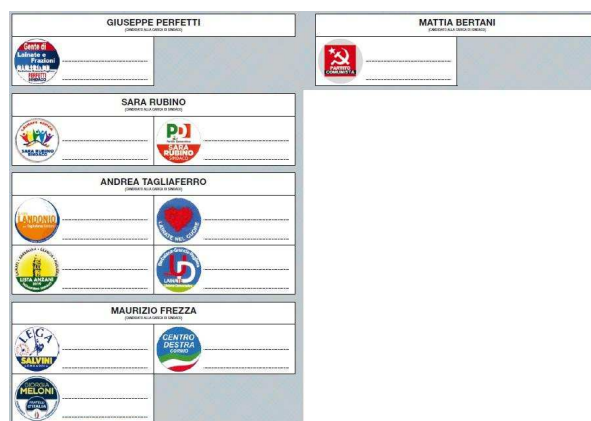 GIUSEPPE PERFETTI
(CANDIDATO ALLA CARICA DI SINDACO)
Gente di
Lainate e
Frazioni
PERFETTI
SINDACO
MATTIA BERTANI
(CANDIDATO ALLA CARICA DI SINDACO)
PARTITO
COMUNISTA
SARA RUBINO
(CANDIDATO ALLA CARICA DI SINDACO)
SARA RUBINO
SINDACO
PD
SARA
RUBINO
SINDACO
ANDREA TAGLIAFERRO
(CANDIDATO ALLA CARICA DI SINDACO)
LANDONIO
LAINATE NEL CUORE
LISTA ANZANI
UD
LAINATE
MAURIZIO FREZZA
(CANDIDATO ALLA CARICA DI SINDACO)
LEGA
SALVINI
LOMBARDIA
CENTRO
DESTRA
GIORGIA
MELONI
FRATELLI
D'ITALIA